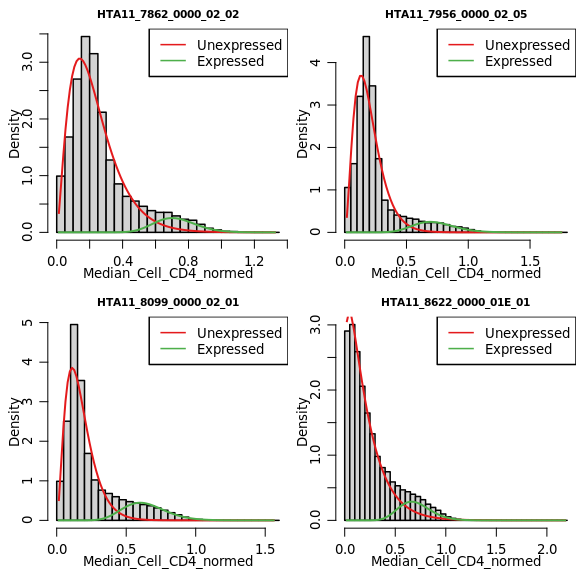 HTA11_7862_0000_02_02
Density
0.0
1.0
2.0
3.0
Unexpressed
Expressed
0.0
0.4
0.8
1.2
Median_Cell_CD4_normed
HTA11_7956_0000_02_05
Density
0
1
2
3
4
Unexpressed
Expressed
0.0
0.5
1.0
1.5
Median_Cell_CD4_normed
HTA11_8099_0000_02_01
Density
0
1
2
3
4
5
Unexpressed
Expressed
0.0
0.5
1.0
1.5
Median_Cell_CD4_normed
HTA11_8622_0000_01E_01
Density
0.0
1.0
2.0
3.0
Unexpressed
Expressed
0.0
0.5
1.0
1.5
2.0
Median_Cell_CD4_normed